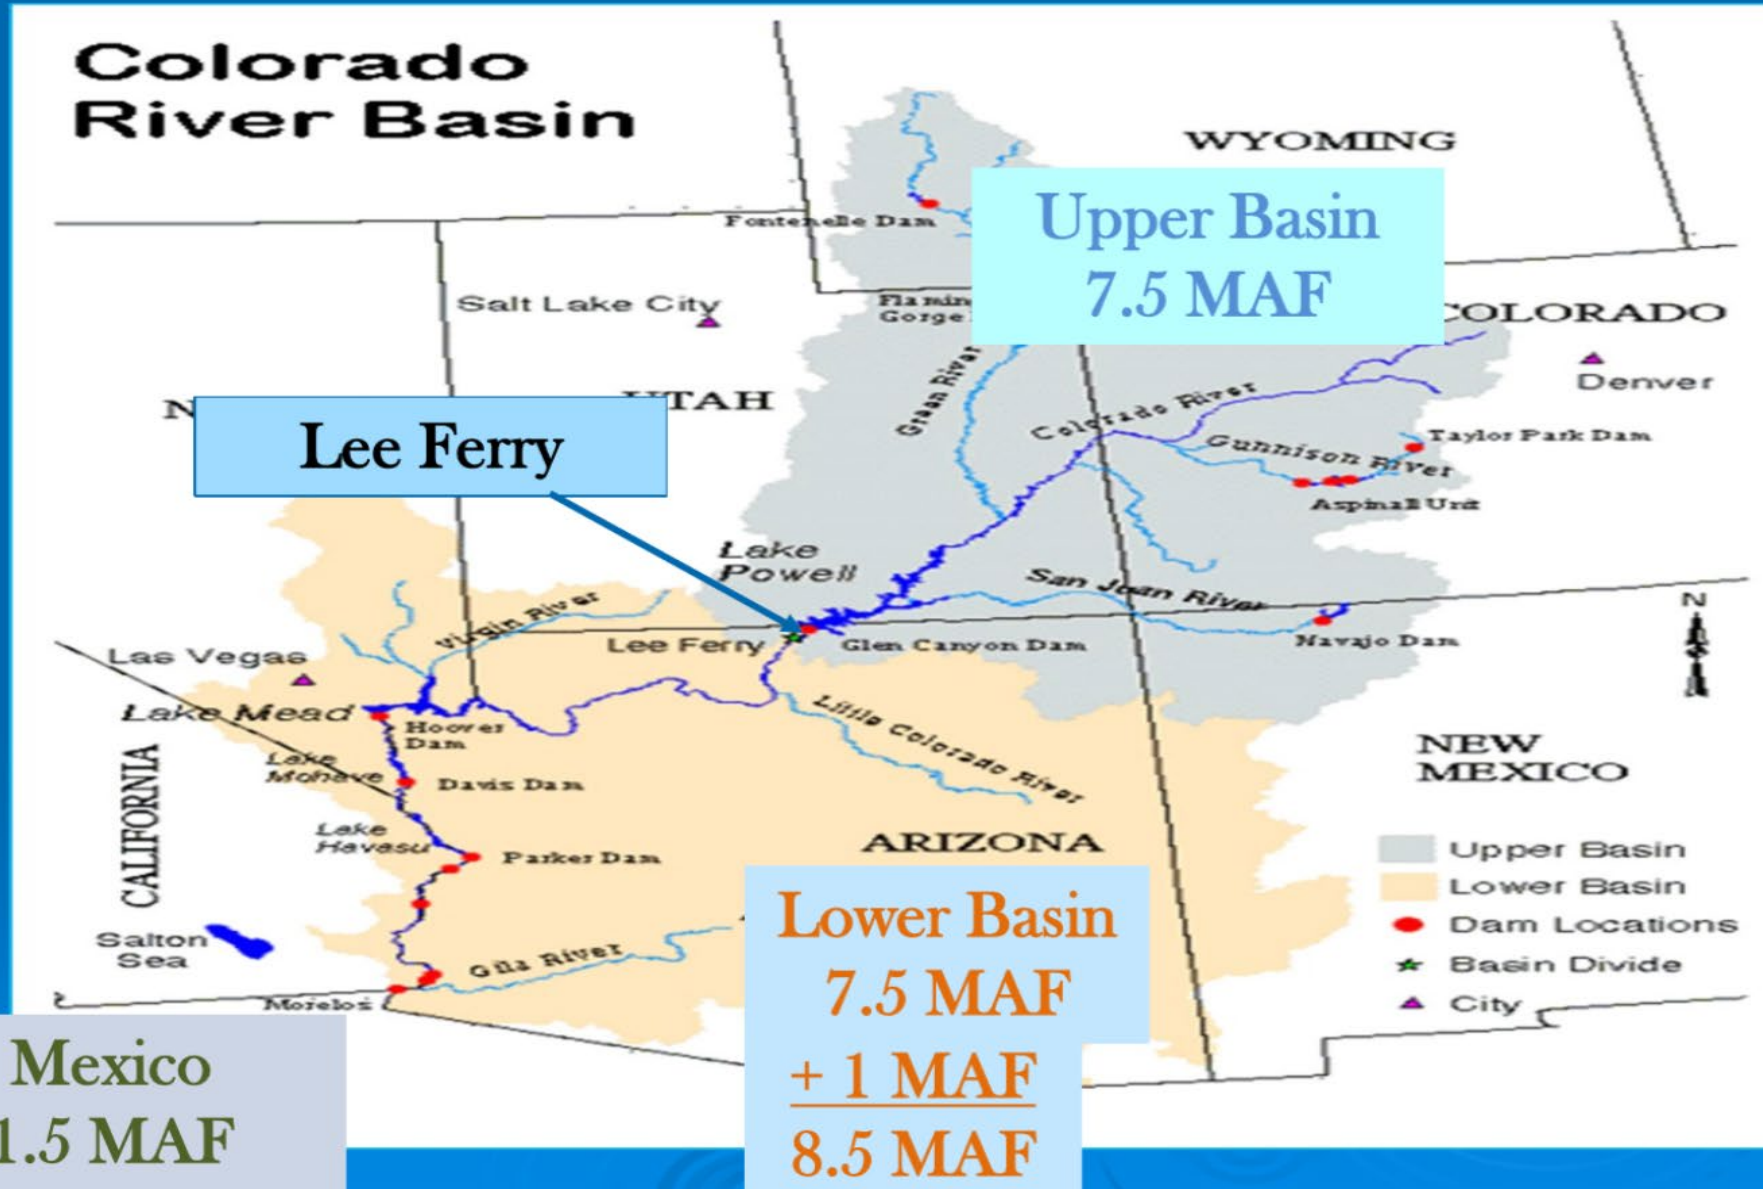 Colorado
River Basin
WYOMING
Upper Basin
7.5 MAF
Fontenelle Dam
Salt Lake City
Flamin
Gorge
COLORADO
Denver
N
TAH
Lee Ferry
Green River
Colorado River
Gunnison River
Taylor Park Dam
Aspinall Unit
Lake
Powell
San Juan River
Navajo Dam
N
Virgin River
Lee Ferry
Glen Canyon Dam
Las Vegas
Lake Mead
Hoover
Dam
Little Colorado River
Lake
Mohave
Davis Dam
CALIFORNIA
NEW
MEXICO
Lake
Havasu
Parker Dam
ARIZONA
Upper Basin
Lower Basin
Dam Locations
Basin Divide
City
Salton
Sea
Gila River
Morelos
Lower Basin
7.5 MAF
+ 1 MAF
8.5 MAF
Mexico
1.5 MAF